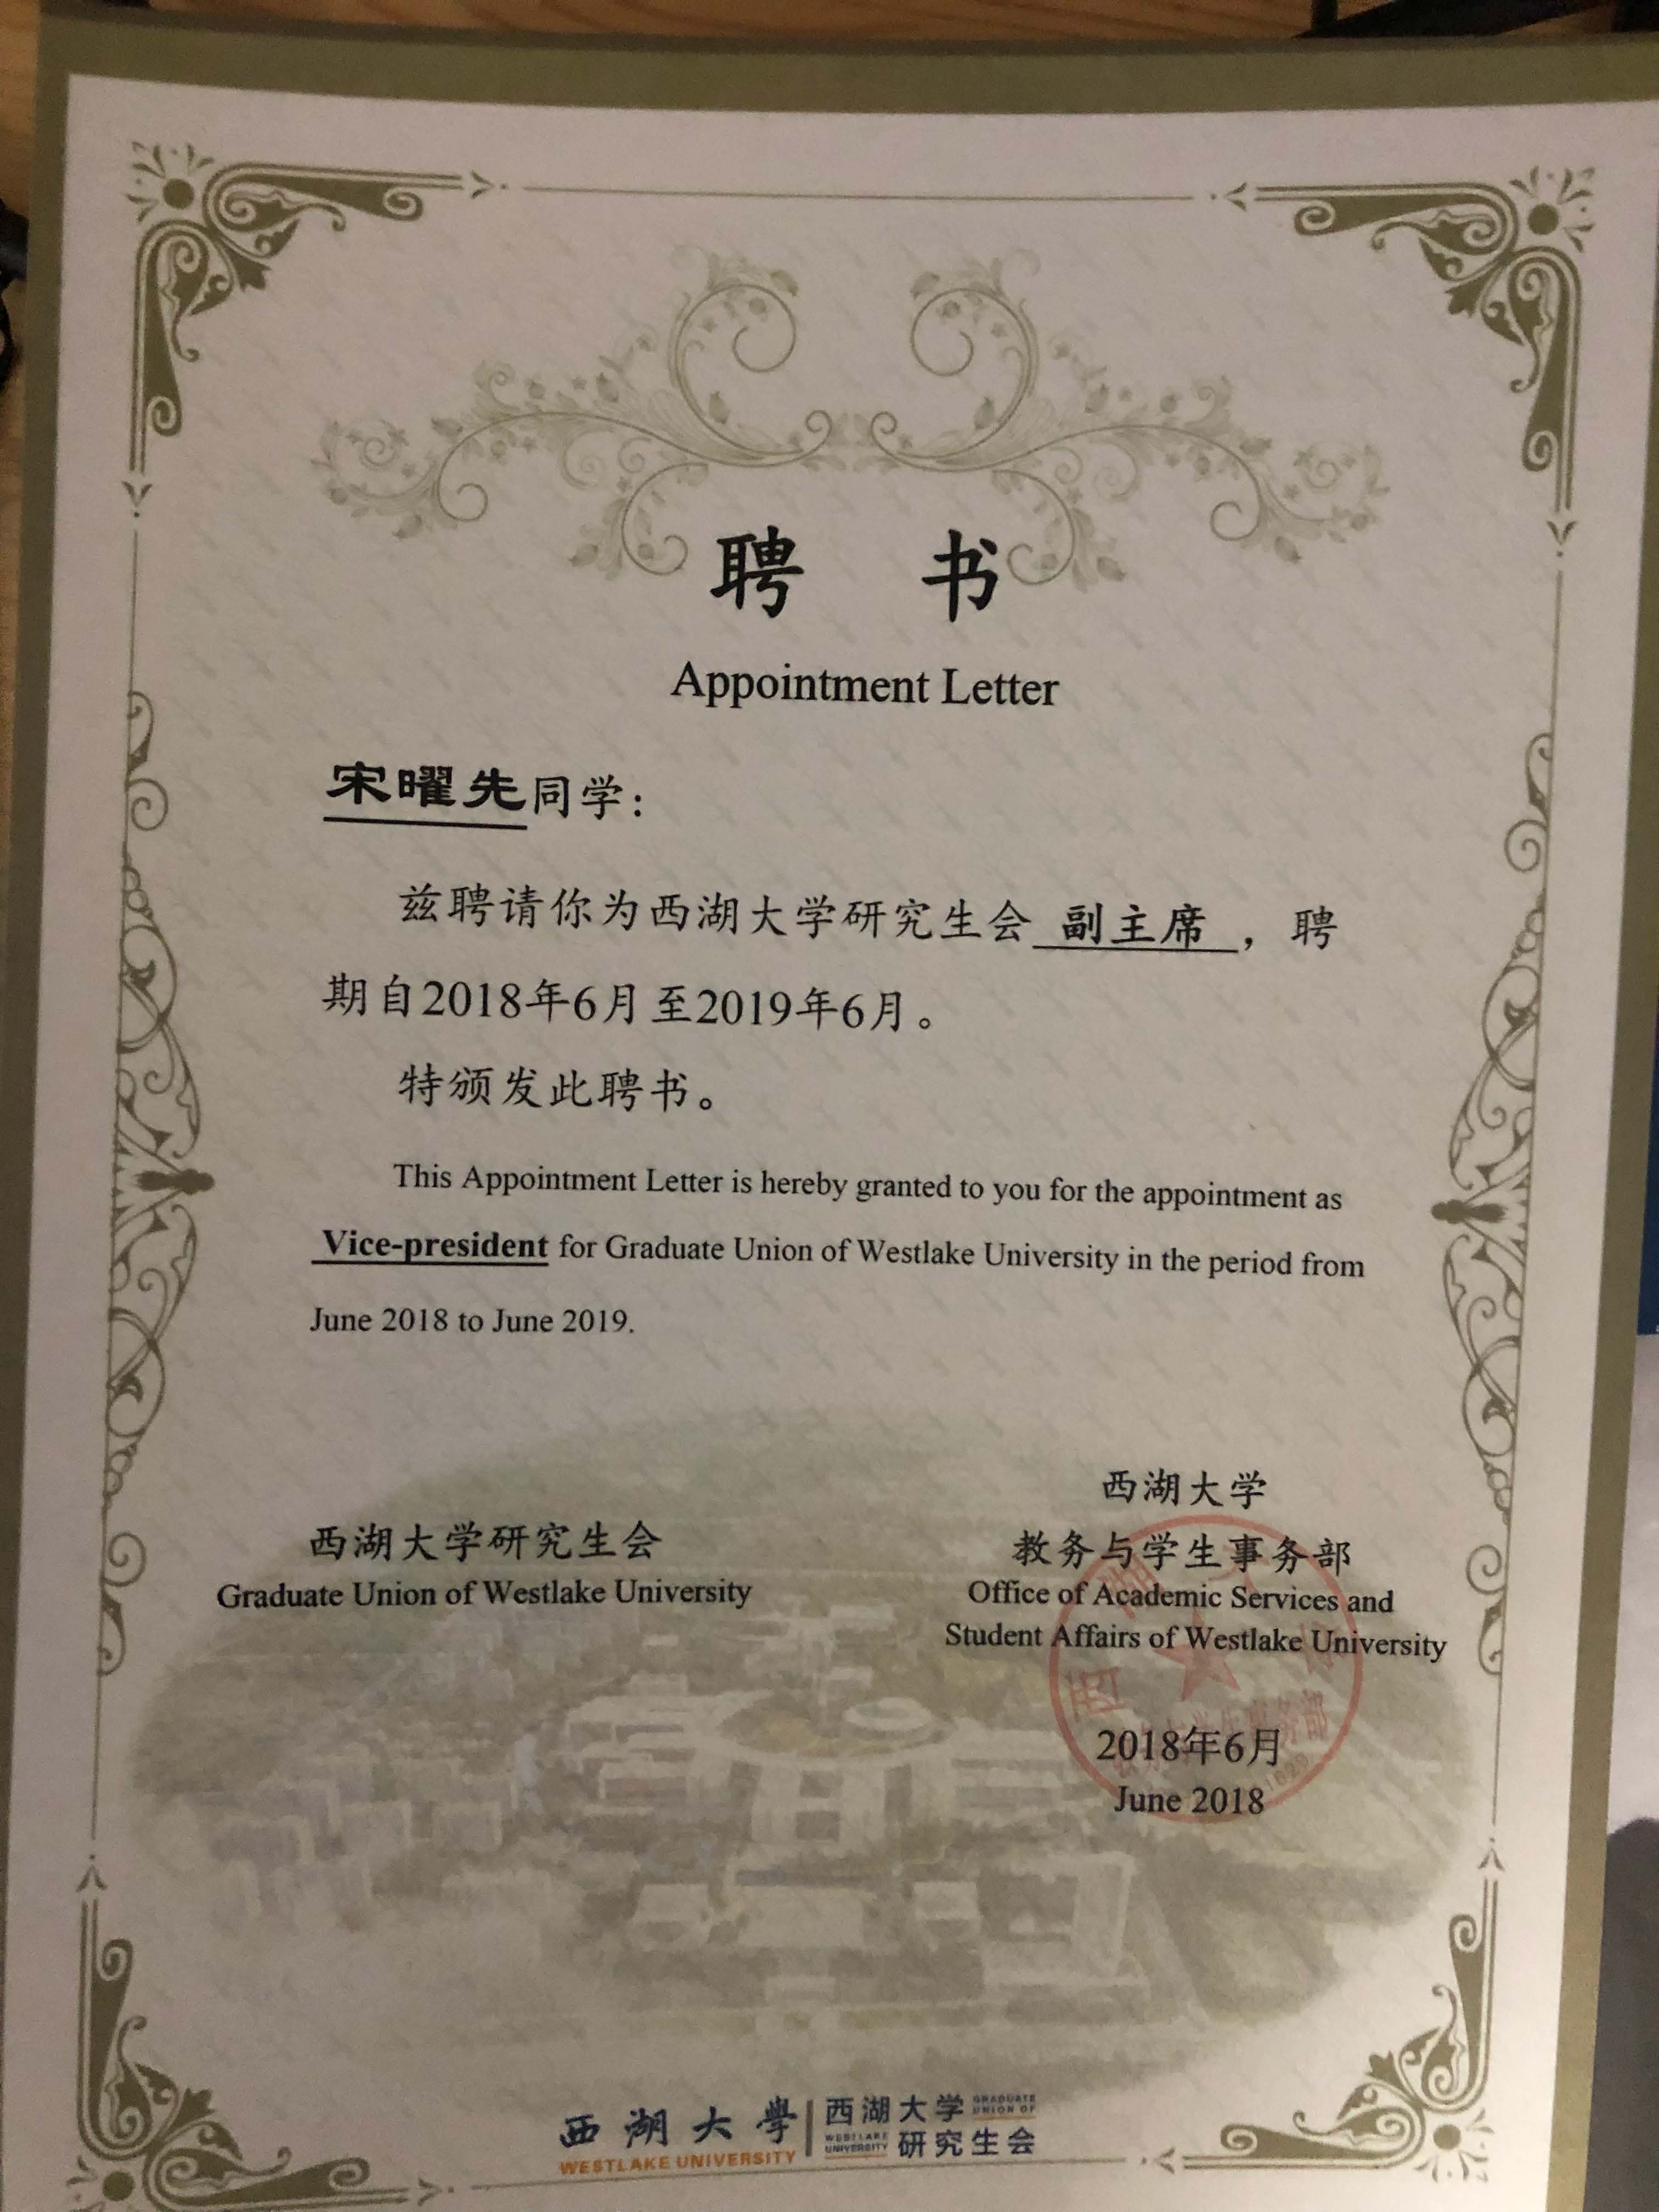 聘 书
Appointment Letter
宋曜先同学:
兹聘请你为西湖大学研究生会 副主席 ，聘
期自2018年6月至2019年6月。
特颁发此聘书。
This Appointment Letter is hereby granted to you for the appointment as
Vice-president for Graduate Union of Westlake University in the period from
June 2018 to June 2019.
西湖大学研究生会
Graduate Union of Westlake University
西湖大学
教务与学生事务部
Office of Academic Services and
Student Affairs of Westlake University
2018年6月
June 2018
西湖大学
WESTLAKE UNIVERSITY
西湖大学 GRADUATE UNION OF
WESTLAKE UNIVERSITY 研究生会